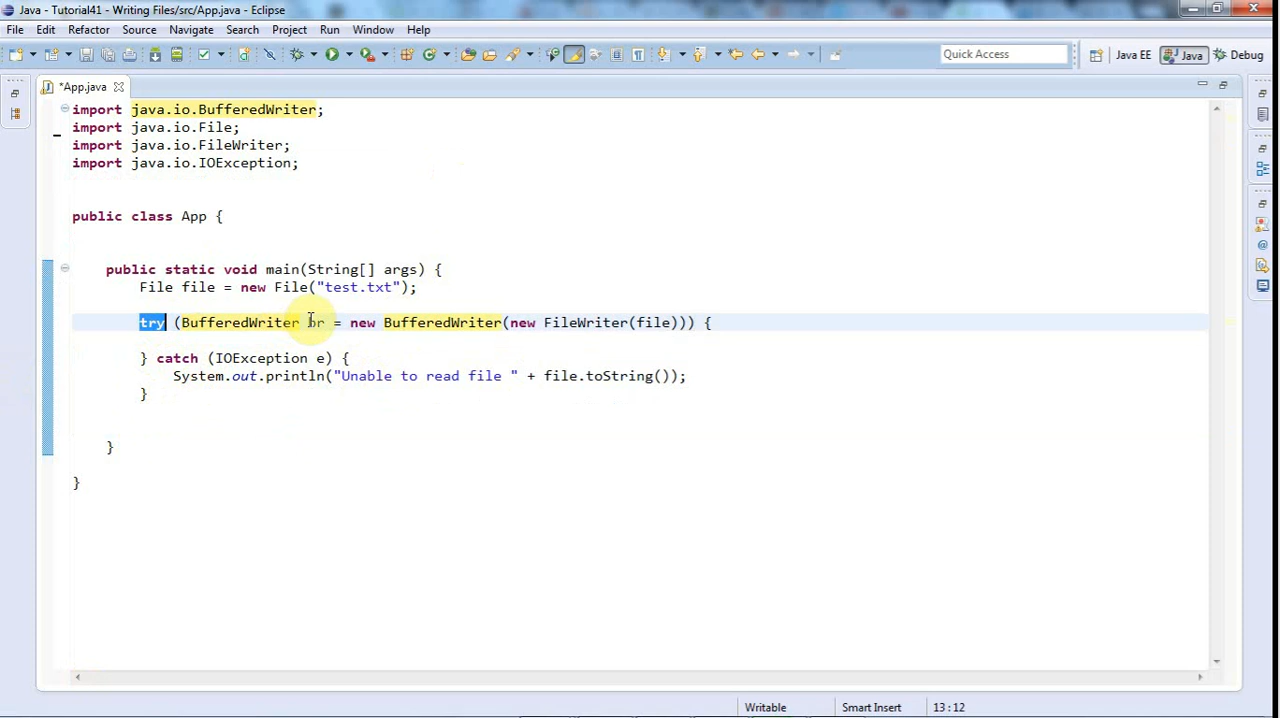 Java - Tutorial41 - Writing Files/src/App.java - Eclipse
File Edit Refactor Source Navigate Search Project Run Window Help
Quick Access Java EE Java Debug
*App.java
import java.io.BufferedWriter;
import java.io.File;
import java.io.FileWriter;
import java.io.IOException;
public class App {
public static void main(String[] args) {
File file = new File("test.txt");
try (BufferedWriter br = new BufferedWriter(new FileWriter(file))) {
} catch (IOException e) {
System.out.println("Unable to read file " + file.toString());
}
}
}
Writable Smart Insert 13:12